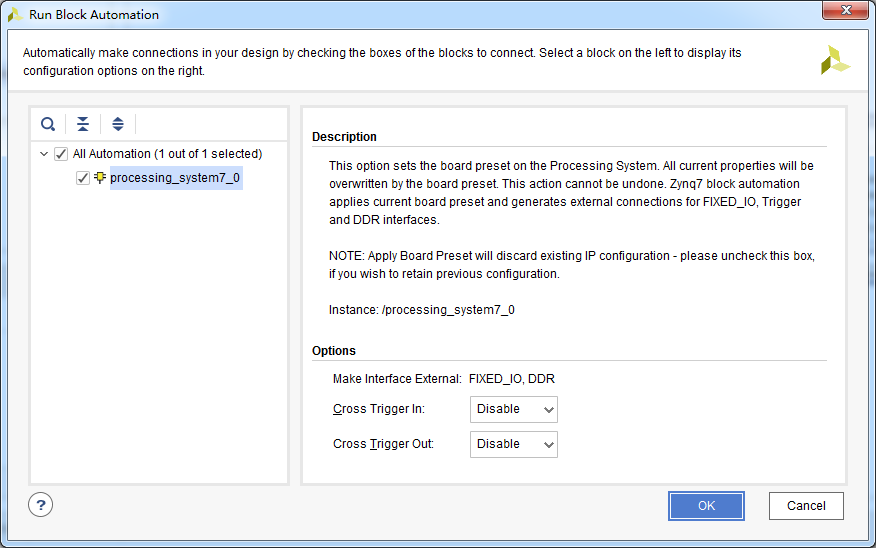 Run Block Automation
Automatically make connections in your design by checking the boxes of the blocks to connect. Select a block on the left to display its
configuration options on the right.
All Automation (1 out of 1 selected)
processing_system7_0
Description
This option sets the board preset on the Processing System. All current properties will be
overwritten by the board preset. This action cannot be undone. Zynq7 block automation
applies current board preset and generates external connections for FIXED_IO, Trigger
and DDR interfaces.
NOTE: Apply Board Preset will discard existing IP configuration - please uncheck this box,
if you wish to retain previous configuration.
Instance: /processing_system7_0
Options
Make Interface External: FIXED_IO, DDR
Cross Trigger In: Disable
Cross Trigger Out: Disable
? OK Cancel